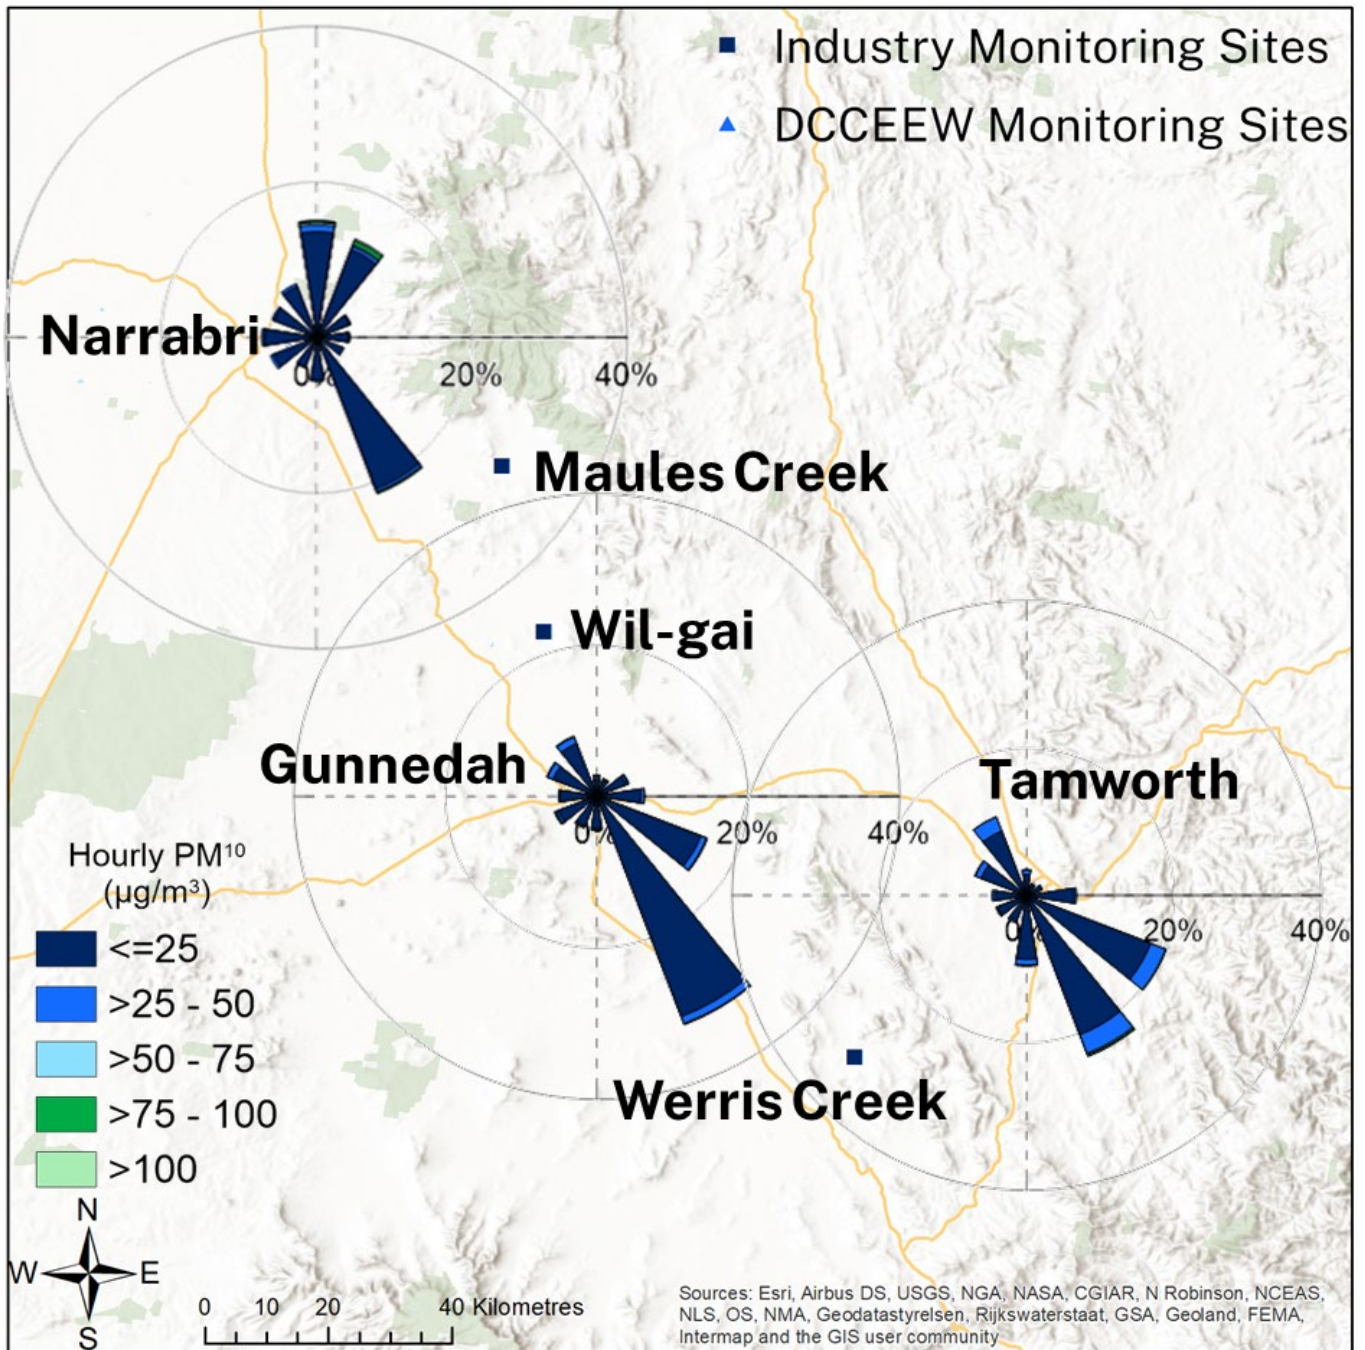 Industry Monitoring Sites
DCCEEW Monitoring Sites
Narrabri
0%
20%
40%
Maules Creek
Wil-gai
Gunnedah
Tamworth
0%
20%
40%
0%
20%
40%
Hourly PM¹⁰
(µg/m³)
<=25
>25 - 50
>50 - 75
>75 - 100
>100
Werris Creek
N
W
E
S
0 10 20 40 Kilometres
Sources: Esri, Airbus DS, USGS, NGA, NASA, CGIAR, N Robinson, NCEAS,
NLS, OS, NMA, Geodatastyrelsen, Rijkswaterstaat, GSA, Geoland, FEMA,
Intermap and the GIS user community